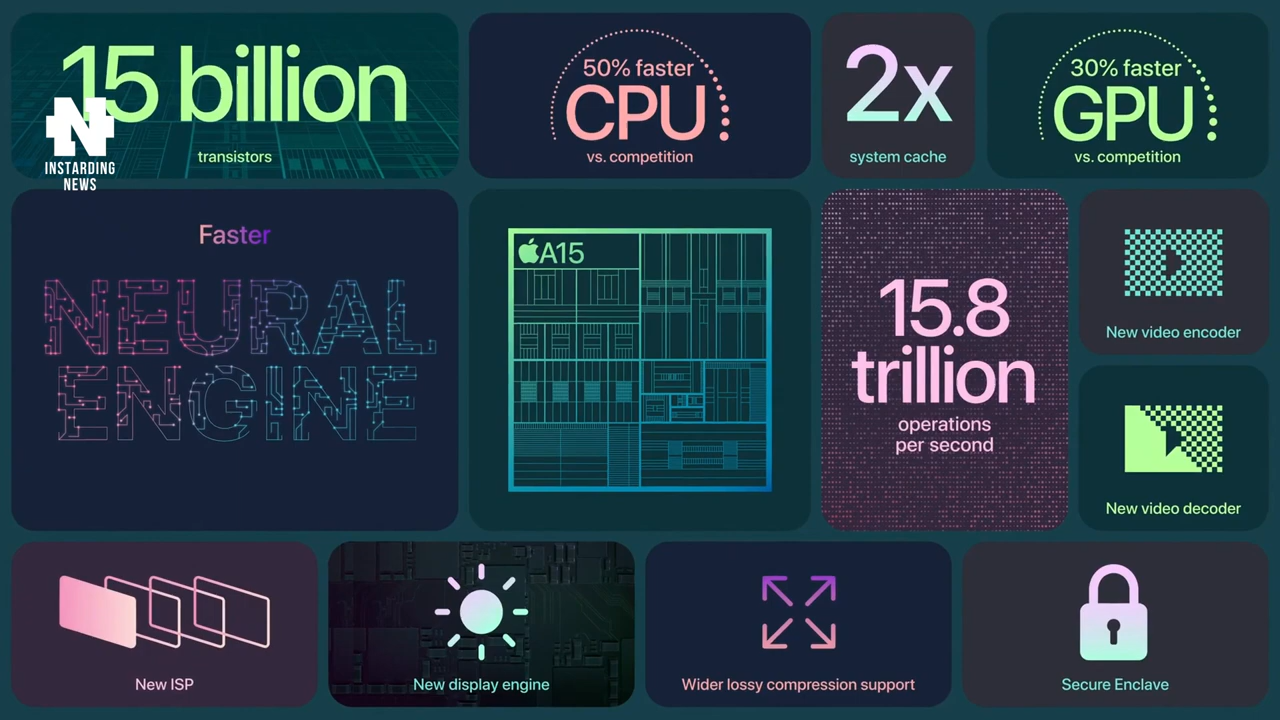 15 billion
transistors
INSTARDING
NEWS
50% faster
CPU
vs. competition
2x
system cache
30% faster
GPU
vs. competition
Faster
NEURAL
ENGINE
A15
15.8
trillion
operations
per second
New video encoder
New video decoder
New ISP
New display engine
Wider lossy compression support
Secure Enclave